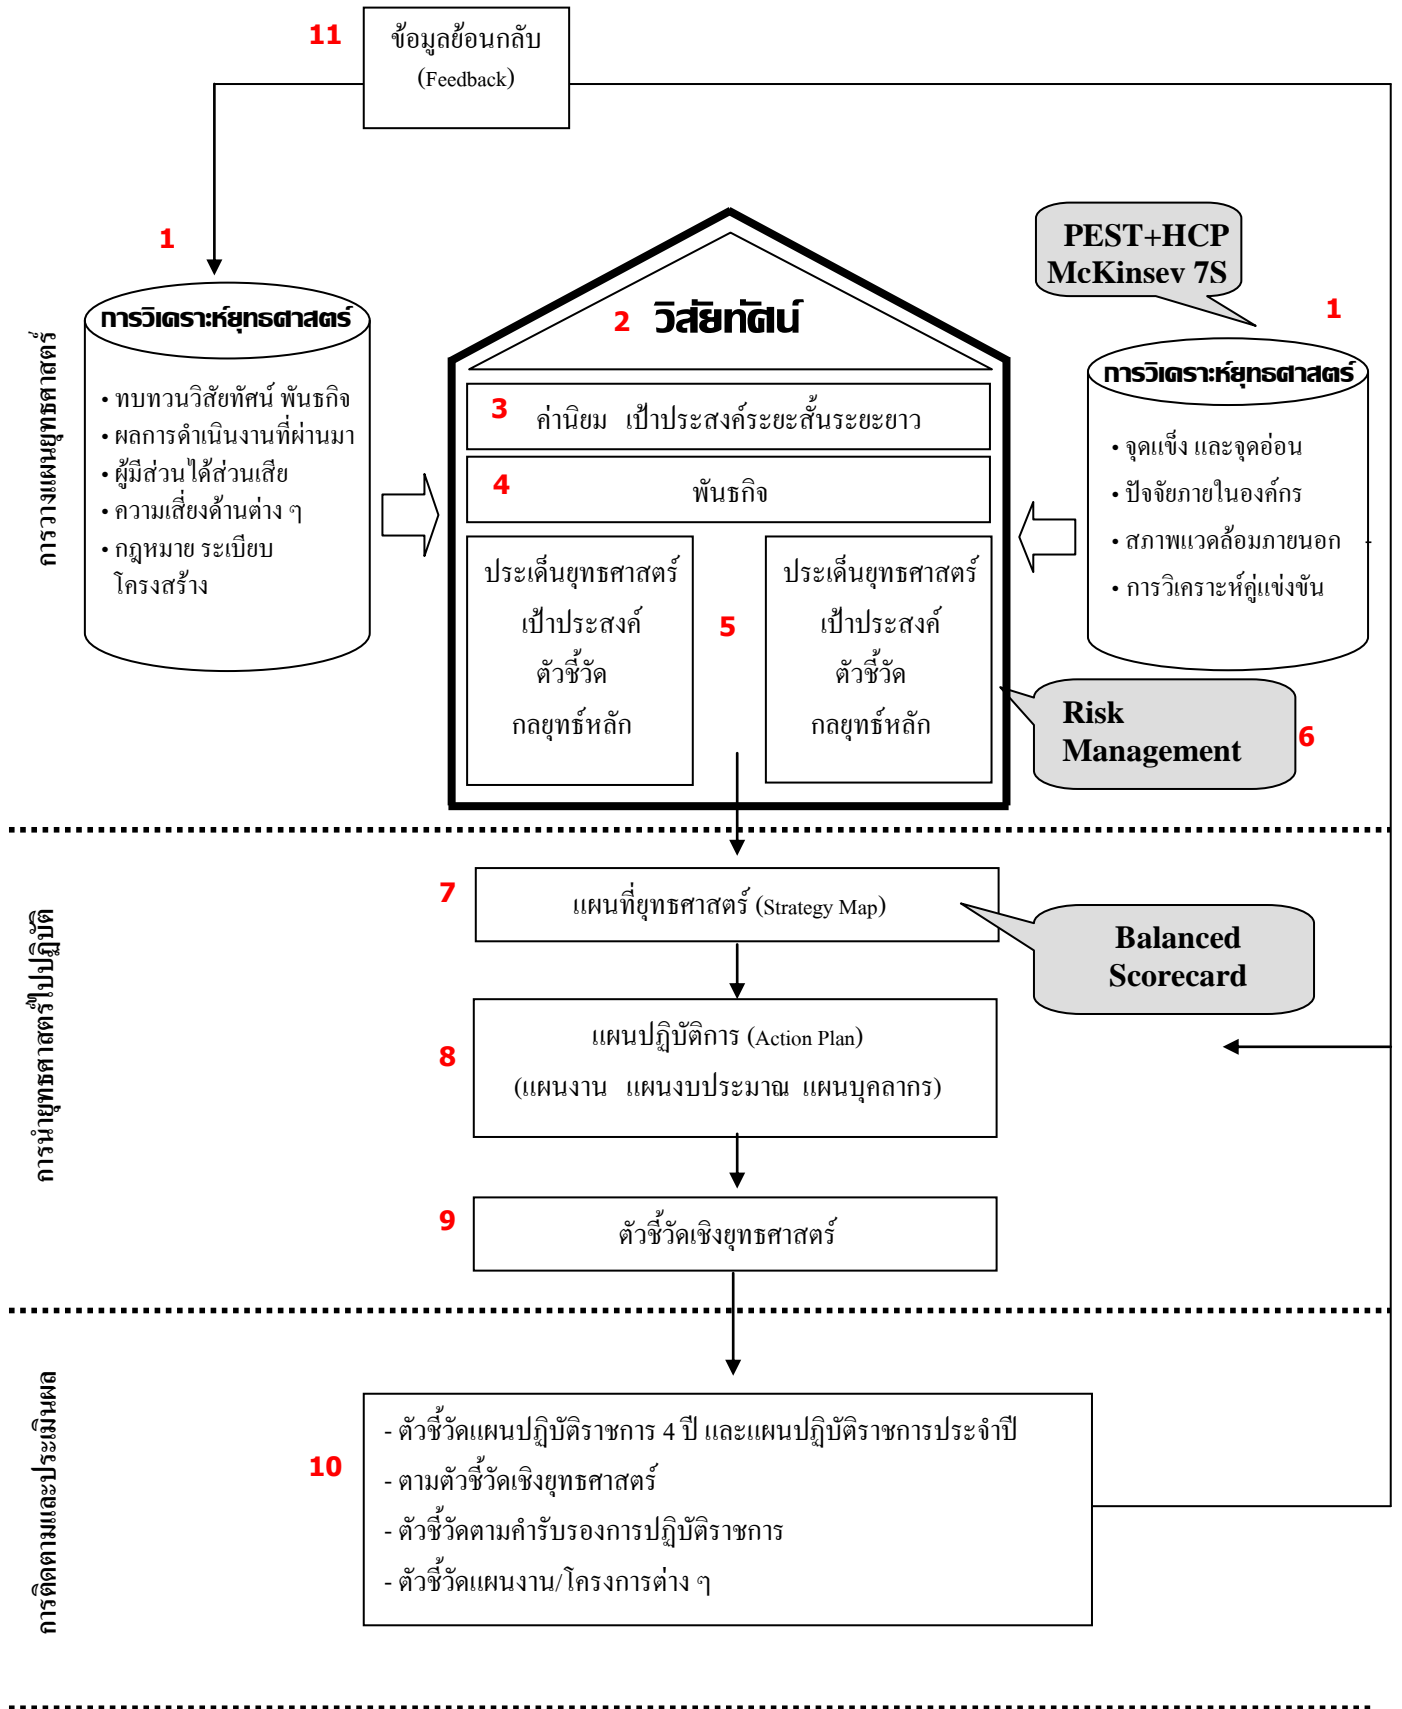 11
ข้อมูลย้อนกลับ
(Feedback)
การวางแผนยุทธศาสตร์
1
การวิเคราะห์ยุทธศาสตร์
• ทบทวนวิสัยทัศน์ พันธกิจ
• ผลการดำเนินงานที่ผ่านมา
• ผู้มีส่วนได้ส่วนเสีย
• ความเสี่ยงด้านต่าง ๆ
• กฎหมาย ระเบียบ
โครงสร้าง
2 วิสัยทัศน์
3 ค่านิยม เป้าประสงค์ระยะสั้นระยะยาว
4 พันธกิจ
ประเด็นยุทธศาสตร์
เป้าประสงค์
ตัวชี้วัด
กลยุทธ์หลัก
5
ประเด็นยุทธศาสตร์
เป้าประสงค์
ตัวชี้วัด
กลยุทธ์หลัก
PEST+HCP
McKinsev 7S
1
การวิเคราะห์ยุทธศาสตร์
• จุดแข็ง และจุดอ่อน
• ปัจจัยภายในองค์กร
• สภาพแวดล้อมภายนอก -
• การวิเคราะห์คู่แข่งขัน
Risk
Management
6
การนำยุทธศาสตร์ไปปฏิบัติ
7
แผนที่ยุทธศาสตร์ (Strategy Map)
Balanced
Scorecard
8
แผนปฏิบัติการ (Action Plan)
(แผนงาน แผนงบประมาณ แผนบุคลากร)
9
ตัวชี้วัดเชิงยุทธศาสตร์
การติดตามและประเมินผล
10
- ตัวชี้วัดแผนปฏิบัติราชการ 4 ปี และแผนปฏิบัติราชการประจำปี
- ตามตัวชี้วัดเชิงยุทธศาสตร์
- ตัวชี้วัดตามคำรับรองการปฏิบัติราชการ
- ตัวชี้วัดแผนงาน/โครงการต่าง ๆ